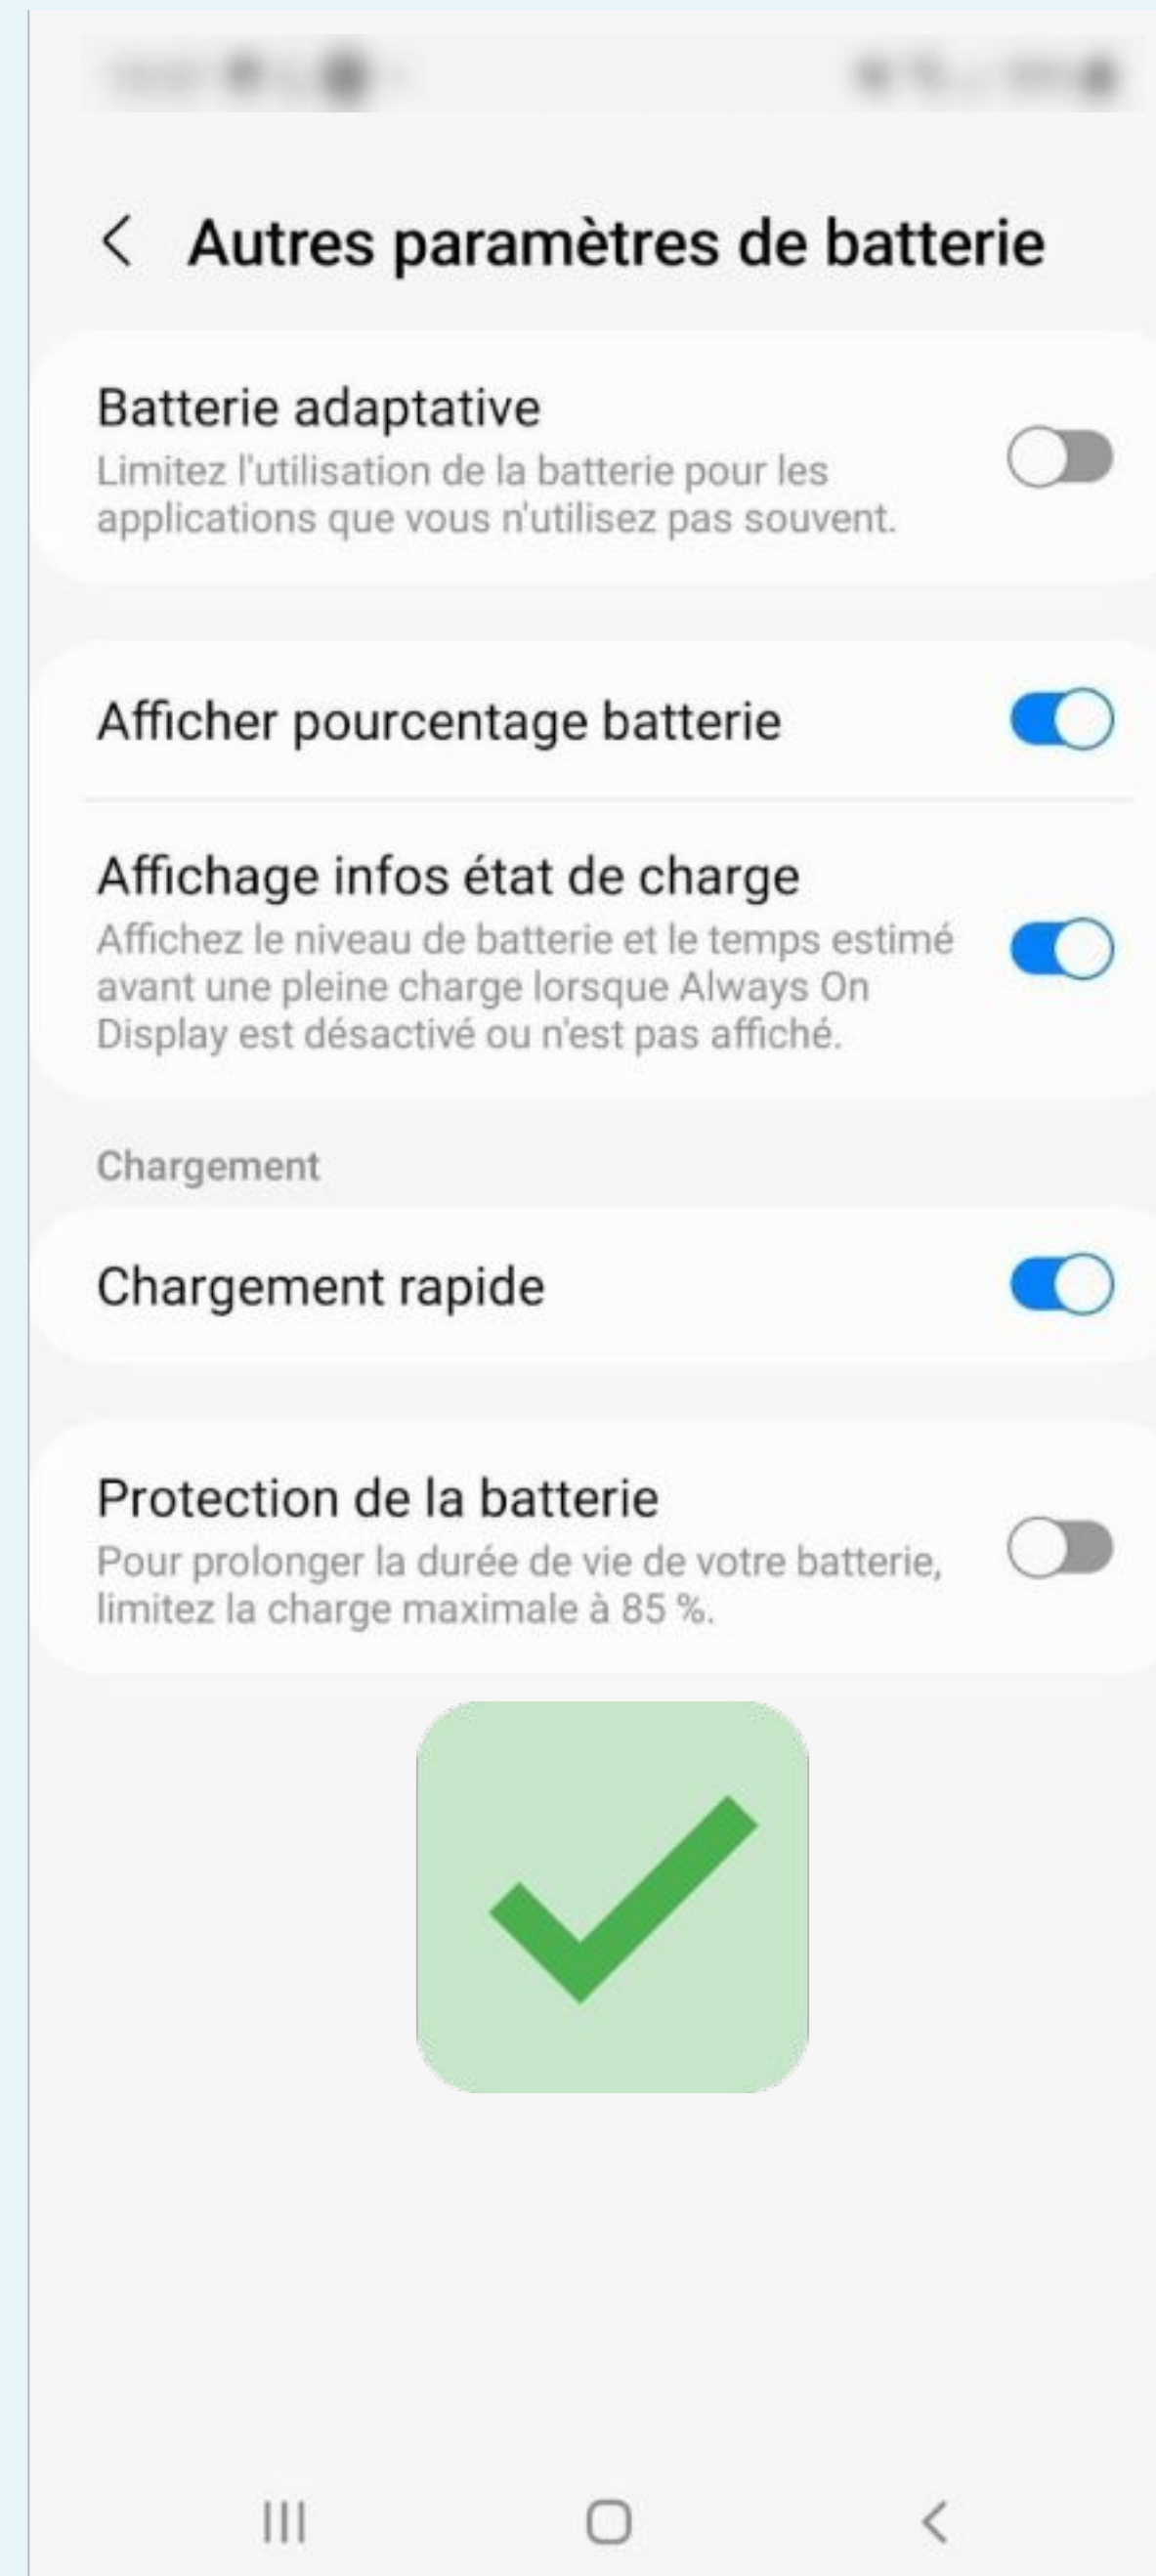 Autres paramètres de batterie
Batterie adaptative
Limitez l'utilisation de la batterie pour les
applications que vous n'utilisez pas souvent.
Afficher pourcentage batterie
Affichage infos état de charge
Affichez le niveau de batterie et le temps estimé
avant une pleine charge lorsque Always On
Display est désactivé ou n'est pas affiché.
Chargement
Chargement rapide
Protection de la batterie
Pour prolonger la durée de vie de votre batterie,
limitez la charge maximale à 85 %.